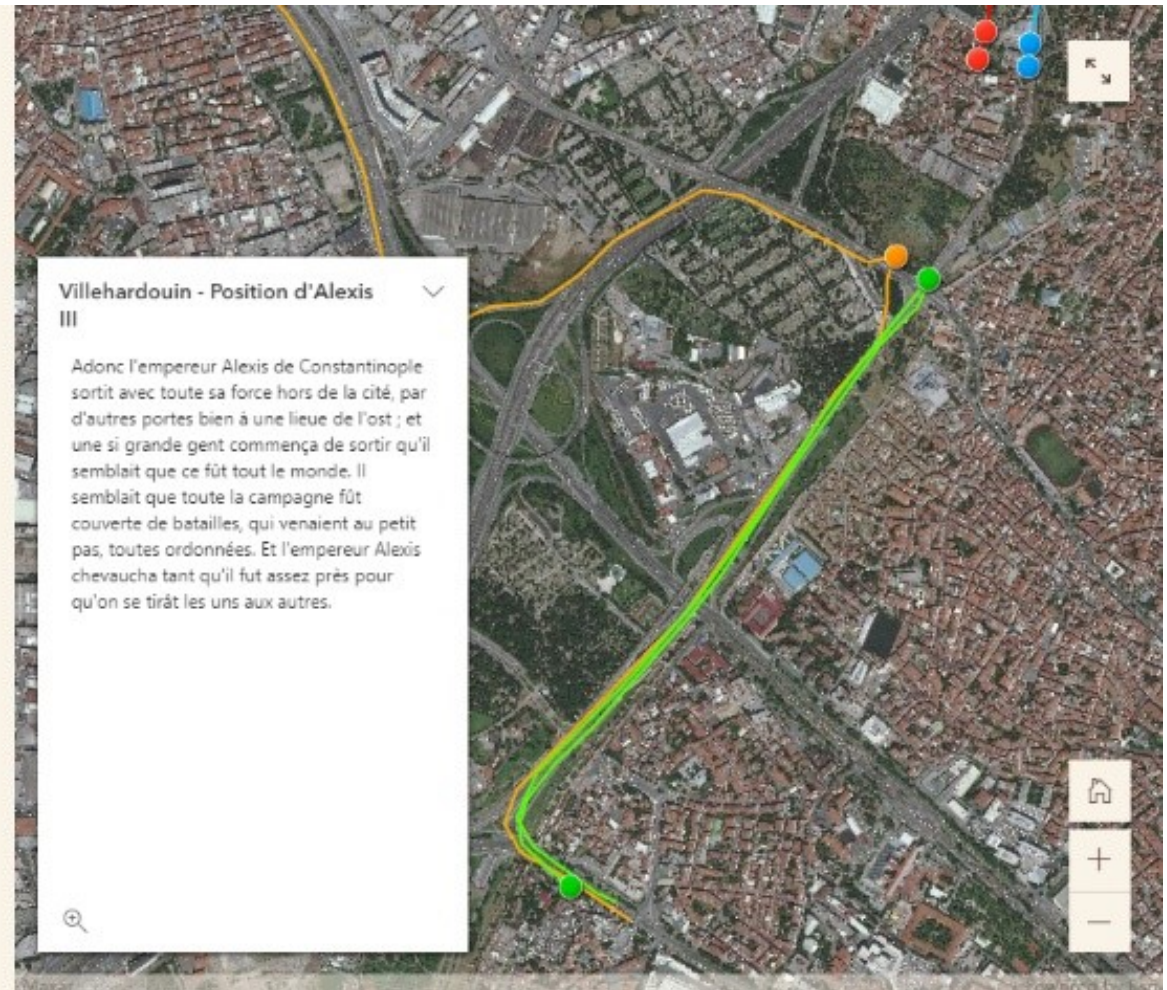 Villehardouin - Position d'Alexis
III
Adonc l'empereur Alexis de Constantinople
sortit avec toute sa force hors de la cité, par
d'autres portes bien à une lieue de l'ost ; et
une si grande gent commença de sortir qu'il
semblait que ce fût tout le monde. Il
semblait que toute la campagne fût
couverte de batailles, qui venaient au petit
pas, toutes ordonnées. Et l'empereur Alexis
chevaucha tant qu'il fut assez près pour
qu'on se tirât les uns aux autres.